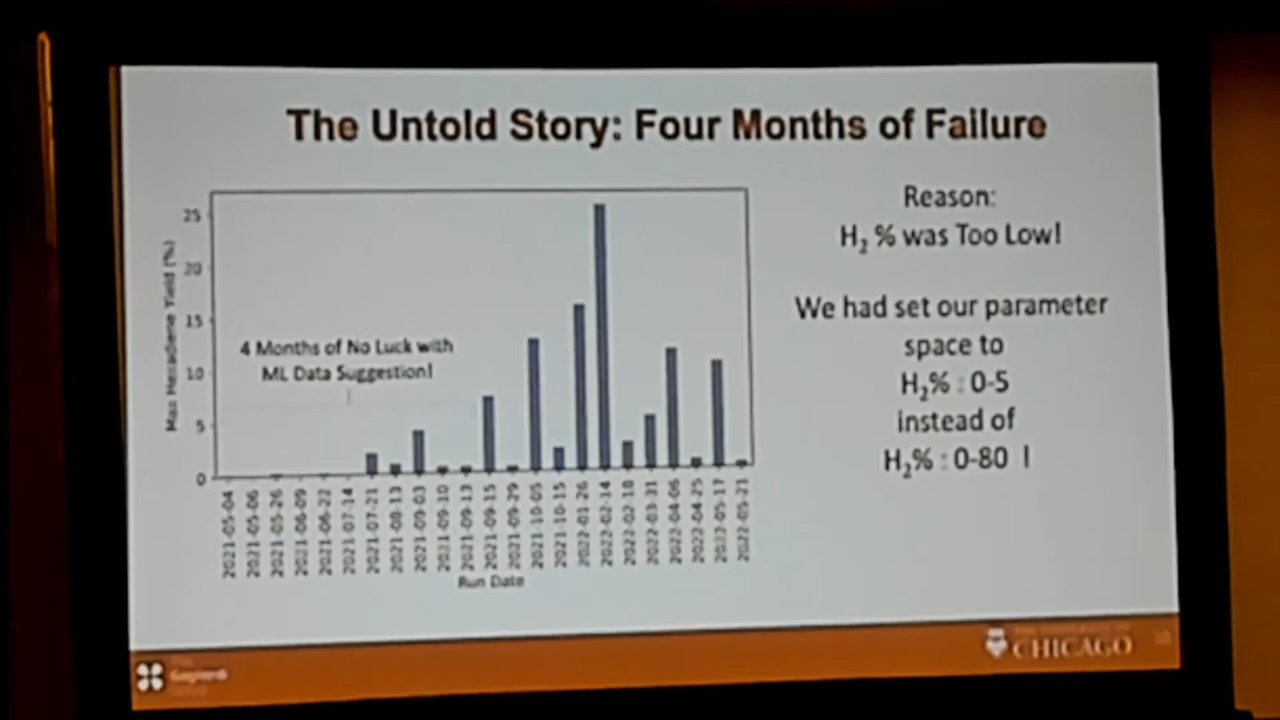 The Untold Story: Four Months of Failure
Max Hexadiene Yield (%)
25
20
15
10
5
0
4 Months of No Luck with
ML Data Suggestion!
2021-05-04
2021-05-06
2021-05-26
2021-06-09
2021-06-22
2021-07-14
2021-07-21
2021-08-13
2021-09-03
2021-09-10
2021-09-13
2021-09-15
2021-09-29
2021-10-05
2021-10-15
2022-01-26
2022-02-14
2022-02-18
2022-03-31
2022-04-06
2022-04-25
2022-05-17
2022-05-21
Run Date
Reason:
H₂ % was Too Low!
We had set our parameter
space to
H₂% : 0-5
instead of
H₂% : 0-80 !
CHICAGO